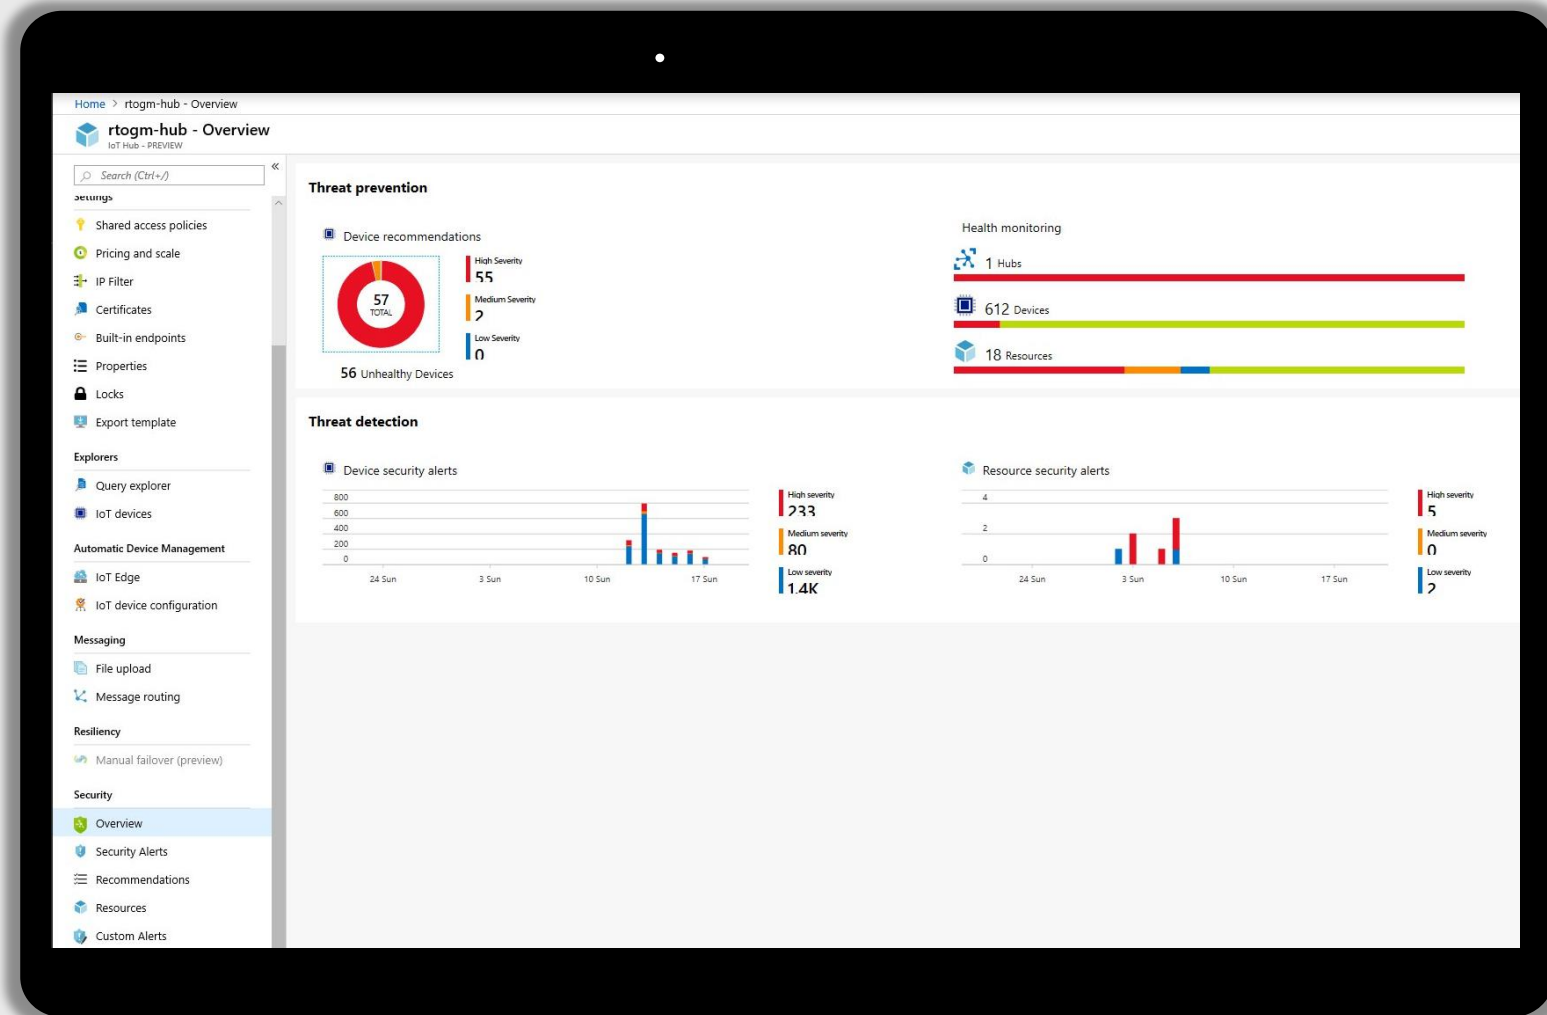 Home > rtogm-hub - Overview
rtogm-hub - Overview
IoT Hub - PREVIEW
Search (Ctrl+/)
«
Settings
Shared access policies
Pricing and scale
IP Filter
Certificates
Built-in endpoints
Properties
Locks
Export template
Explorers
Query explorer
IoT devices
Automatic Device Management
IoT Edge
IoT device configuration
Messaging
File upload
Message routing
Resiliency
Manual failover (preview)
Security
Overview
Security Alerts
Recommendations
Resources
Custom Alerts
Threat prevention
Device recommendations
57
TOTAL
High Severity
55
Medium Severity
2
Low Severity
0
56 Unhealthy Devices
Health monitoring
1 Hubs
612 Devices
18 Resources
Threat detection
Device security alerts
800
600
400
200
0
24 Sun 3 Sun 10 Sun 17 Sun
High severity
233
Medium severity
80
Low severity
1.4K
Resource security alerts
4
2
0
24 Sun 3 Sun 10 Sun 17 Sun
High severity
5
Medium severity
0
Low severity
2